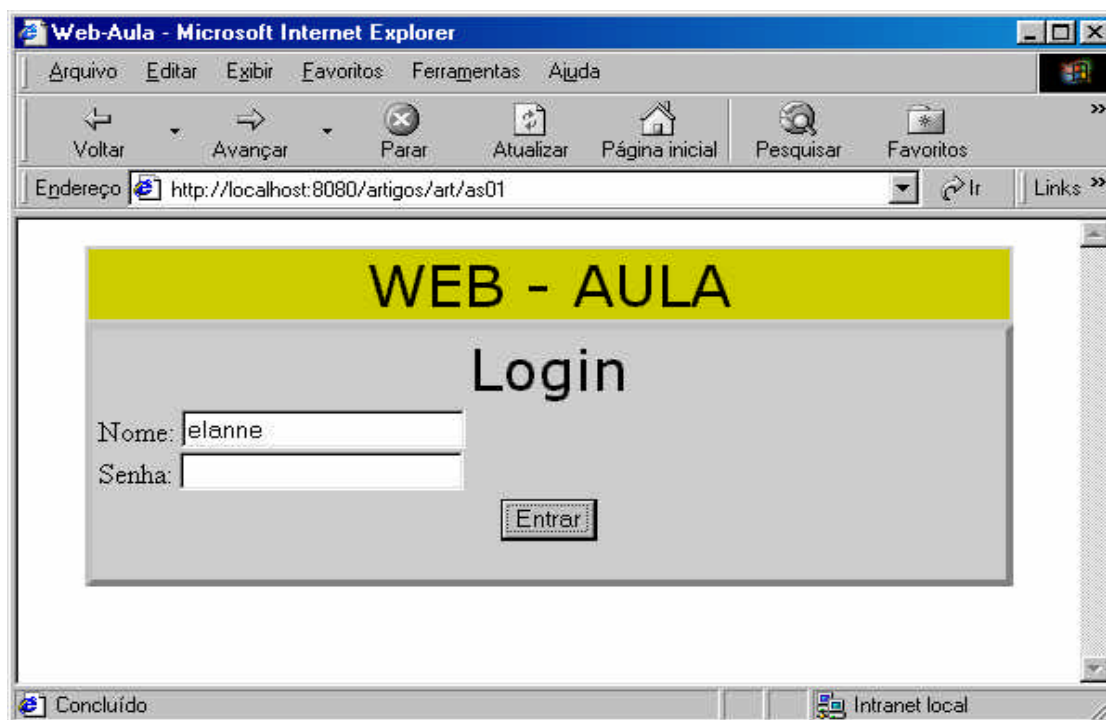 Web-Aula - Microsoft Internet Explorer
Arquivo Editar Exibir Favoritos Ferramentas Ajuda
Voltar Avançar Parar Atualizar Página inicial Pesquisar Favoritos »
Endereço http://localhost:8080/artigos/art/as01 Ir Links »
WEB - AULA
Login
Nome: elanne
Senha:
Entrar
Concluído Intranet local